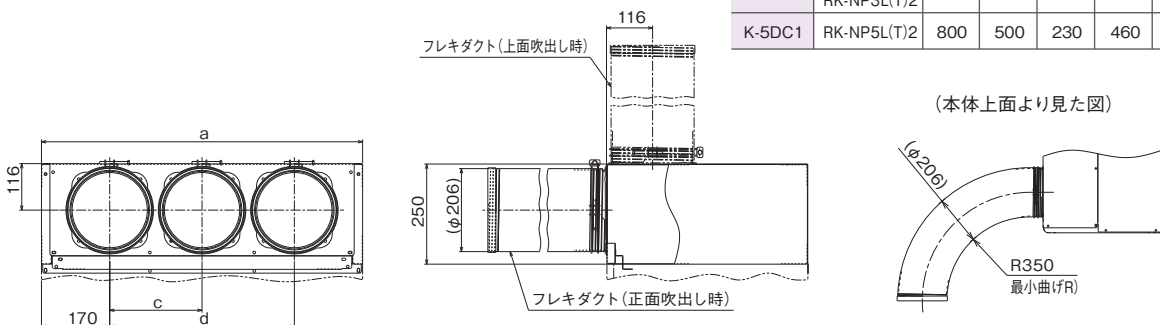 RK-NP3L(T)2
K-5DC1 RK-NP5L(T)2 800 500 230 460
116
フレキダクト(上面吹出し時)
(本体上面より見た図)
a
116
250
(φ206)
(φ206)
R350
最小曲げR)
フレキダクト(正面吹出し時)
c
170
d